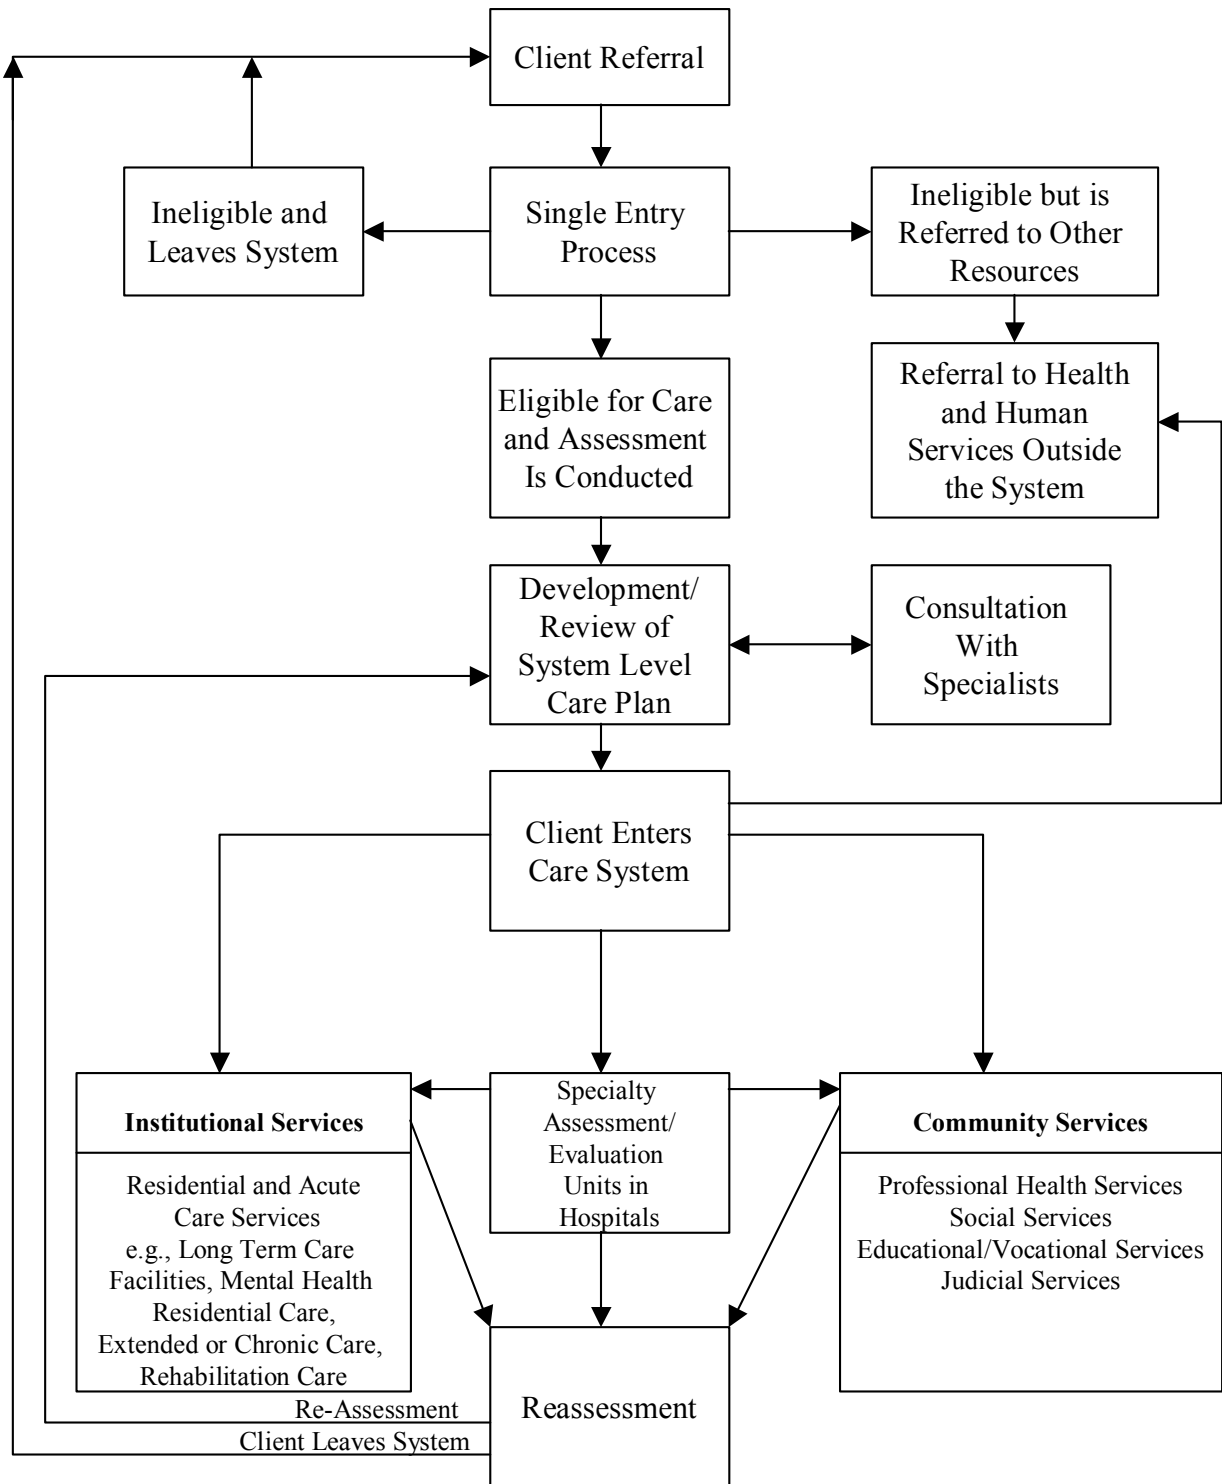 Client Referral
Ineligible and
Leaves System
Single Entry
Process
Ineligible but is
Referred to Other
Resources
Eligible for Care
and Assessment
Is Conducted
Referral to Health
and Human
Services Outside
the System
Development/
Review of
System Level
Care Plan
Consultation
With
Specialists
Client Enters
Care System
Institutional Services
Residential and Acute
Care Services
e.g., Long Term Care
Facilities, Mental Health
Residential Care,
Extended or Chronic Care,
Rehabilitation Care
Specialty
Assessment/
Evaluation
Units in
Hospitals
Community Services
Professional Health Services
Social Services
Educational/Vocational Services
Judicial Services
Re-Assessment
Client Leaves System
Reassessment